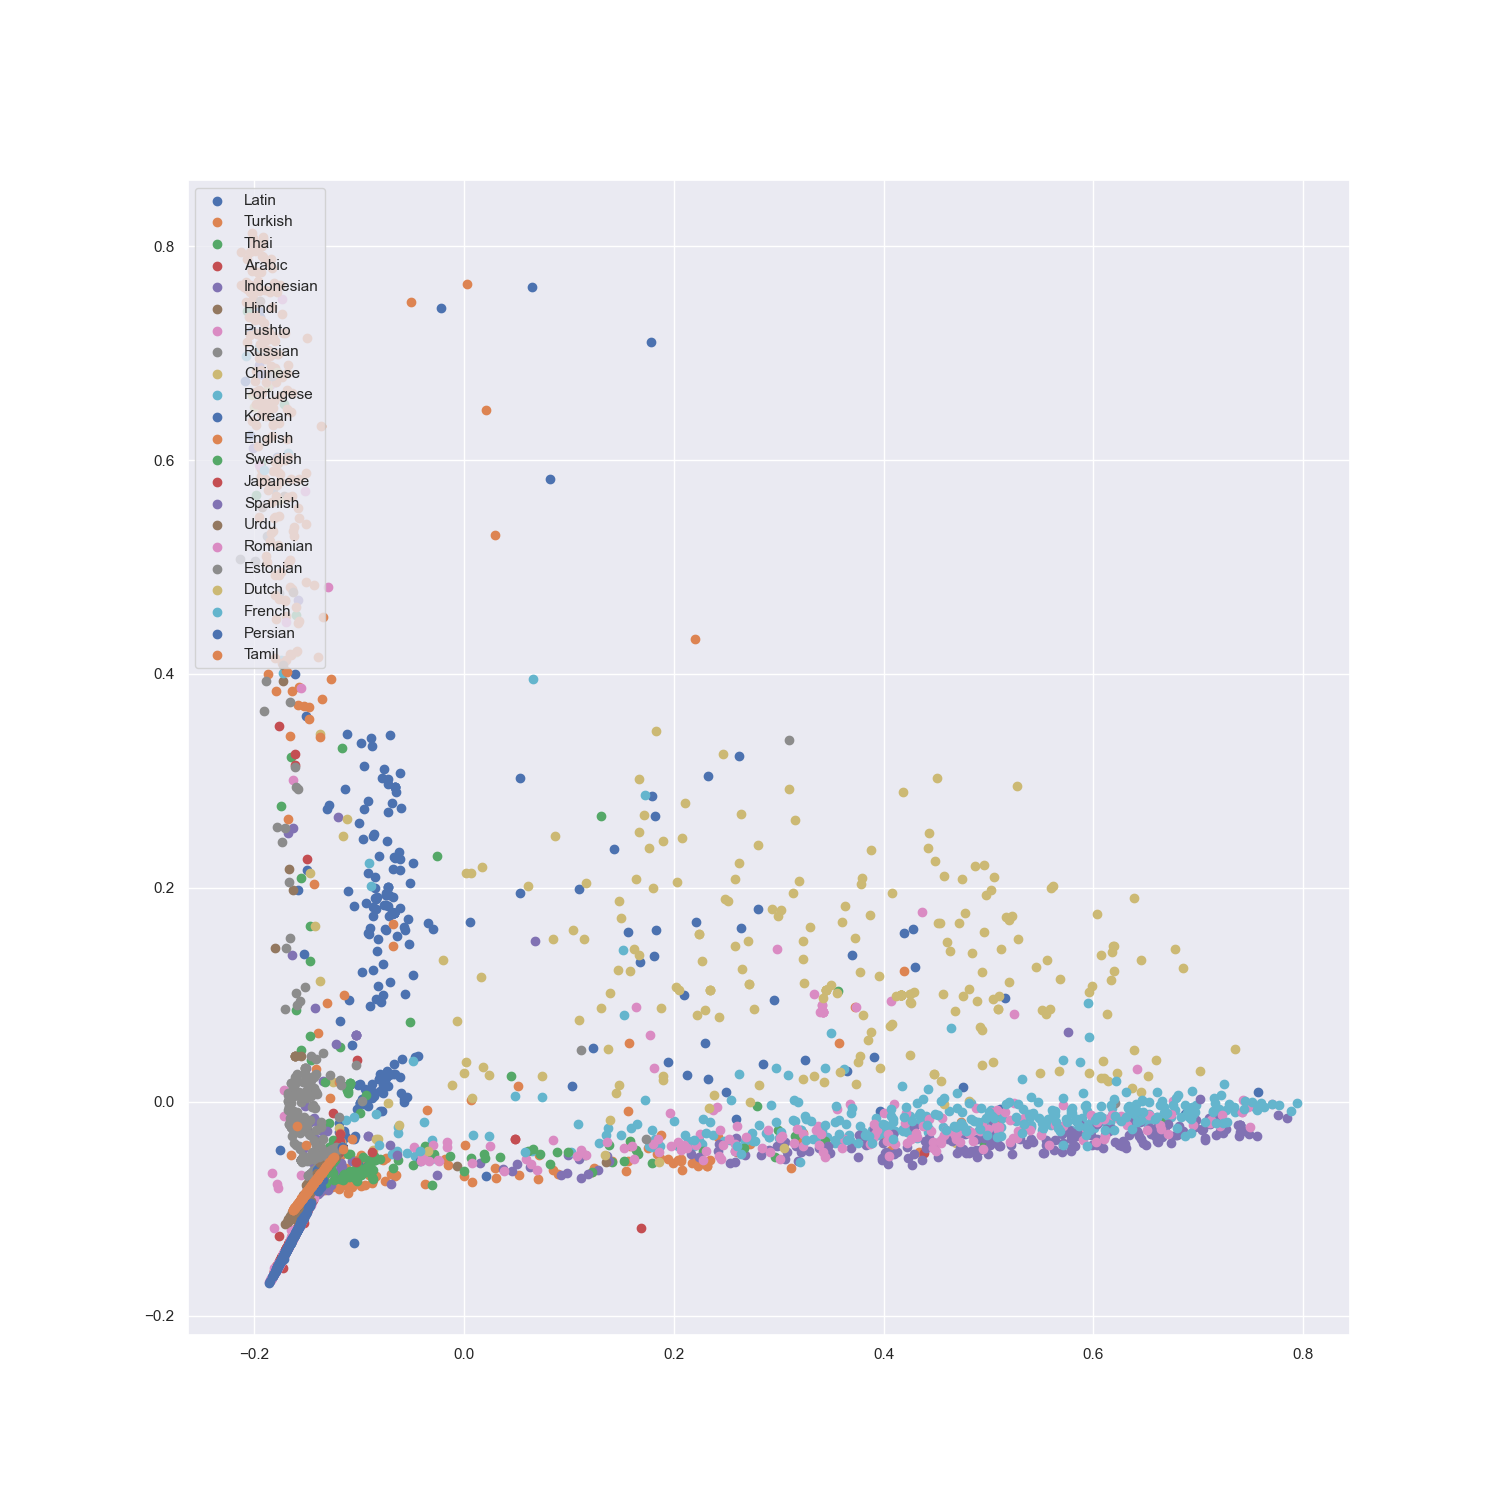 Latin
Turkish
Thai
Arabic
Indonesian
Hindi
Pushto
Russian
Chinese
Portugese
Korean
English
Swedish
Japanese
Spanish
Urdu
Romanian
Estonian
Dutch
French
Persian
Tamil
0.8
0.6
0.4
0.2
0.0
−0.2
−0.2 0.0 0.2 0.4 0.6 0.8